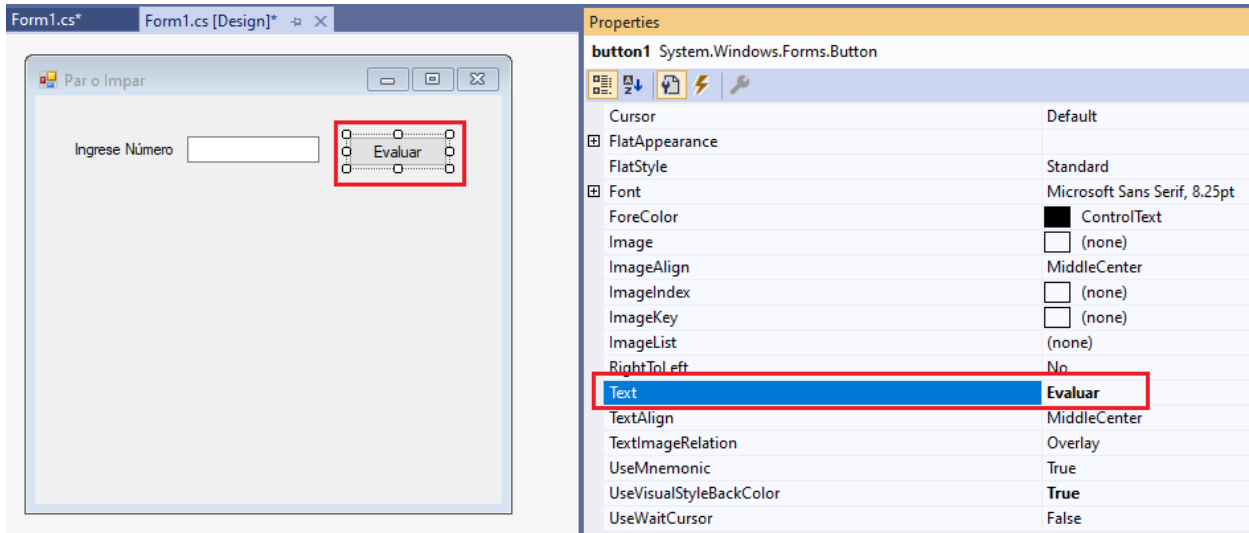 Form1.cs*
Form1.cs [Design]*
Par o Impar
Ingrese Número
Evaluar
Properties
button1 System.Windows.Forms.Button
Cursor Default
FlatAppearance
FlatStyle Standard
Font Microsoft Sans Serif, 8.25pt
ForeColor ControlText
Image (none)
ImageAlign MiddleCenter
ImageIndex (none)
ImageKey (none)
ImageList (none)
RightToLeft No
Text Evaluar
TextAlign MiddleCenter
TextImageRelation Overlay
UseMnemonic True
UseVisualStyleBackColor True
UseWaitCursor False